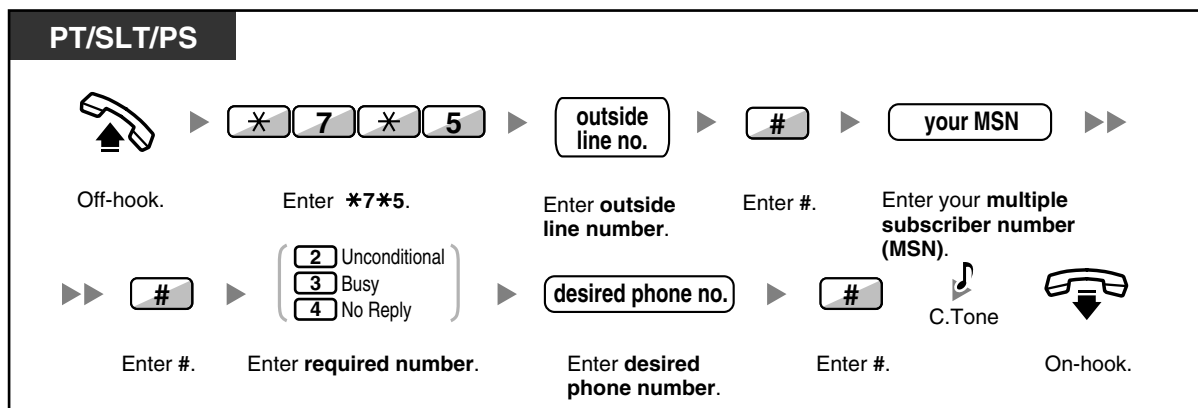 PT/SLT/PS
✳ 7 ✳ 5
outside
line no.
#
your MSN
Off-hook.
Enter ✳7✳5.
Enter outside
line number.
Enter #.
Enter your multiple
subscriber number
(MSN).
#
2 Unconditional
3 Busy
4 No Reply
desired phone no.
#
C.Tone
Enter #.
Enter required number.
Enter desired
phone number.
Enter #.
On-hook.